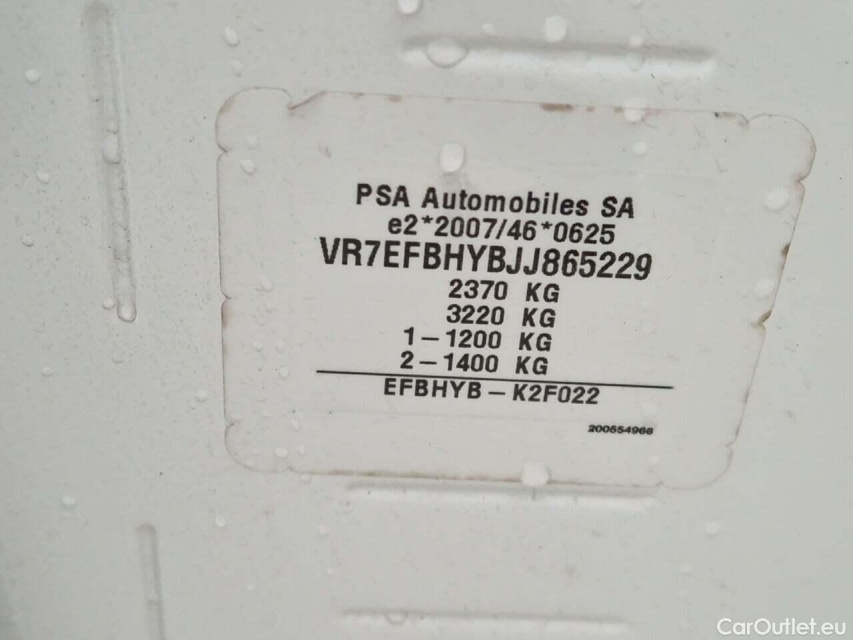 PSA Automobiles SA
e2*2007/46*0625
VR7EFBHYBJJ865229
2370 KG
3220 KG
1-1200 KG
2-1400 KG
EFBHYB-K2F022
200554966
CarOutlet.eu